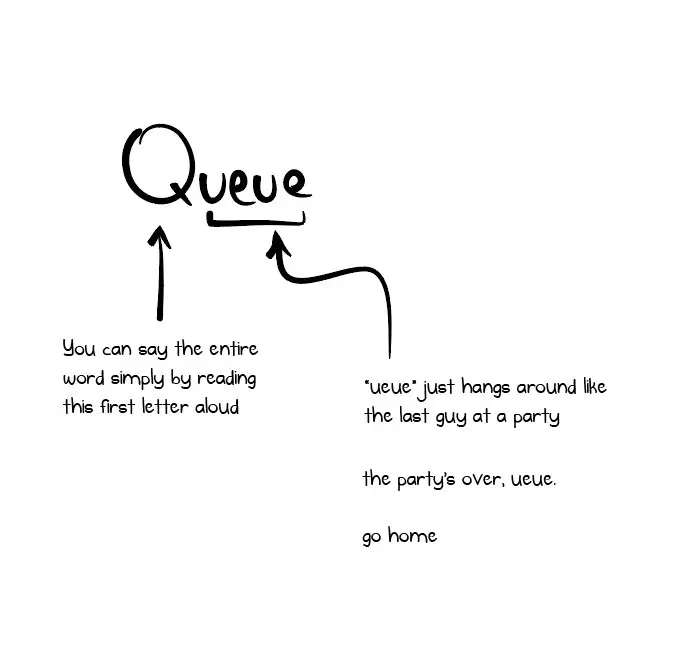 Queue
You can say the entire
word simply by reading
this first letter aloud
"ueue" just hangs around like
the last guy at a party
the party's over, ueue.
go home